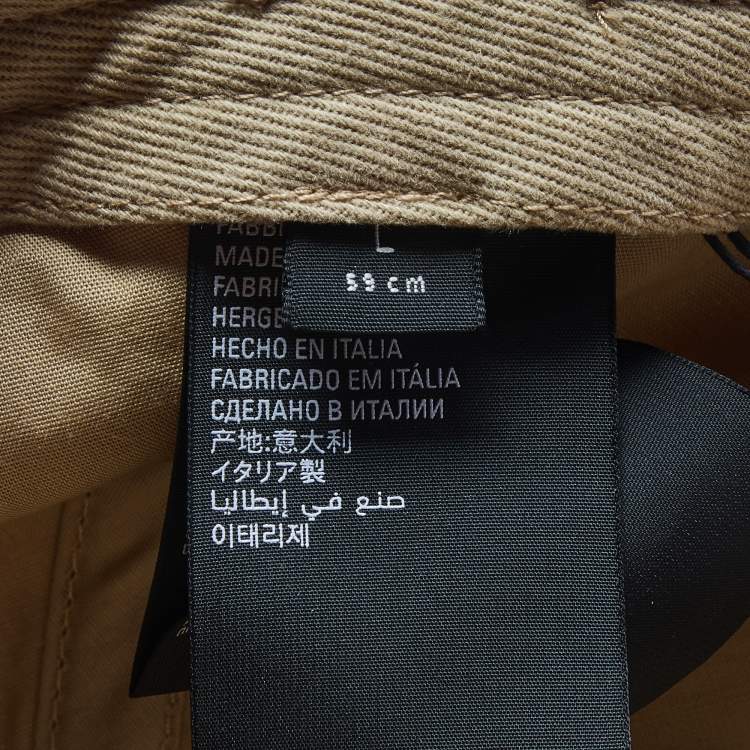 L
59 cm
FABBR
MADE
FABRI
HERGE
HECHO EN ITALIA
FABRICADO EM ITÁLIA
СДЕЛАНО В ИТАЛИИ
产地:意大利
イタリア製
صنع في إيطاليا
이태리제